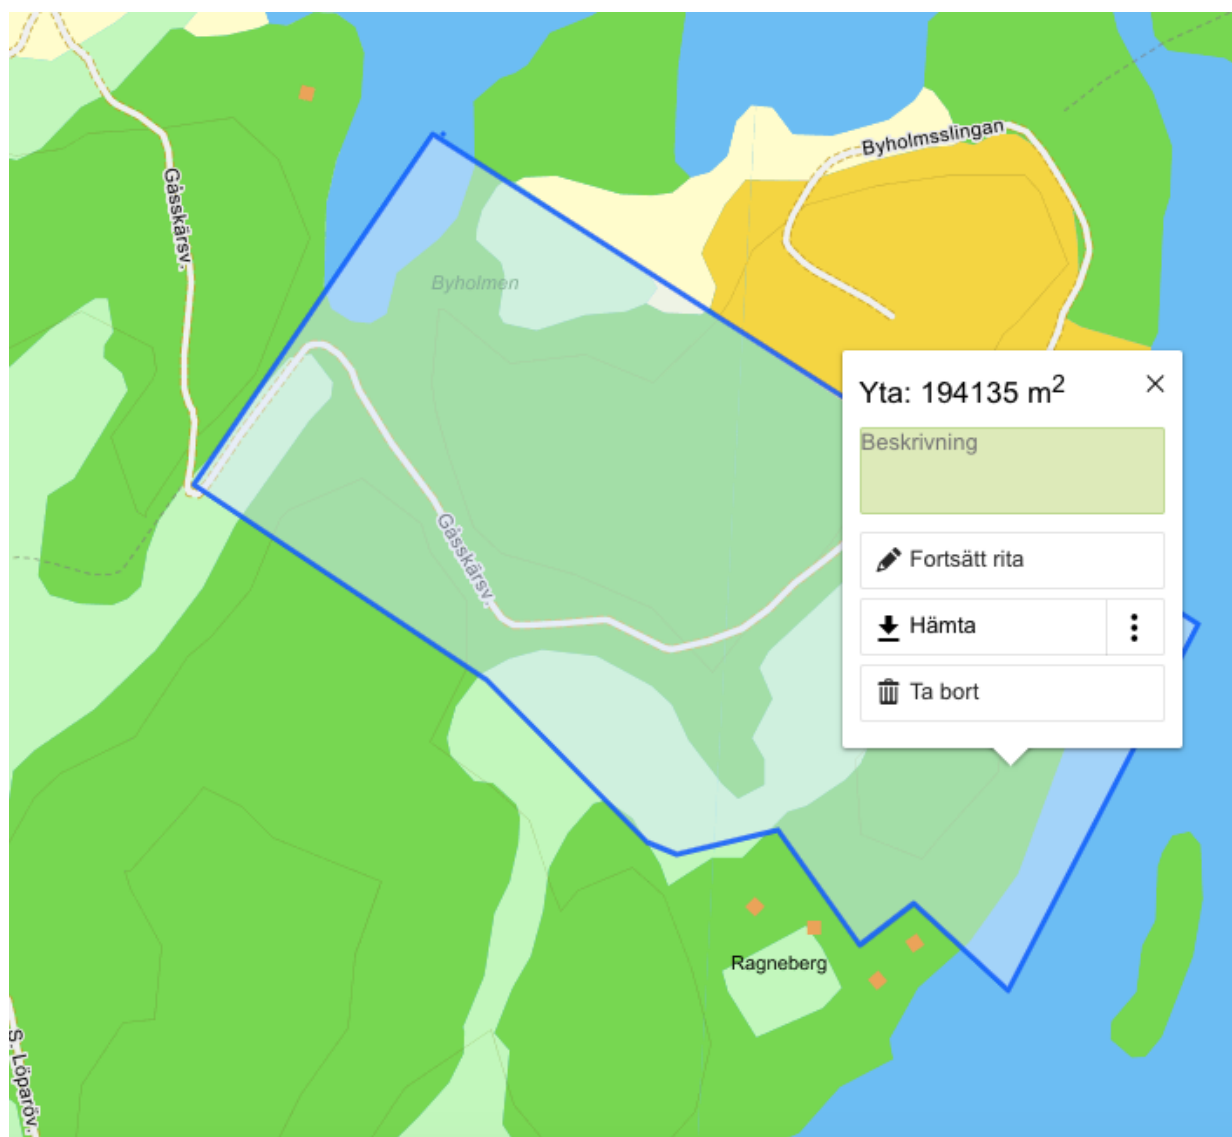 Byholmsslingan
Gåsskärsv.
Byholmen
Yta: 194135 m²
Beskrivning
Gåsskärsv.
Fortsätt rita
Hämta
Ta bort
Ragneberg
S. Löparöv.